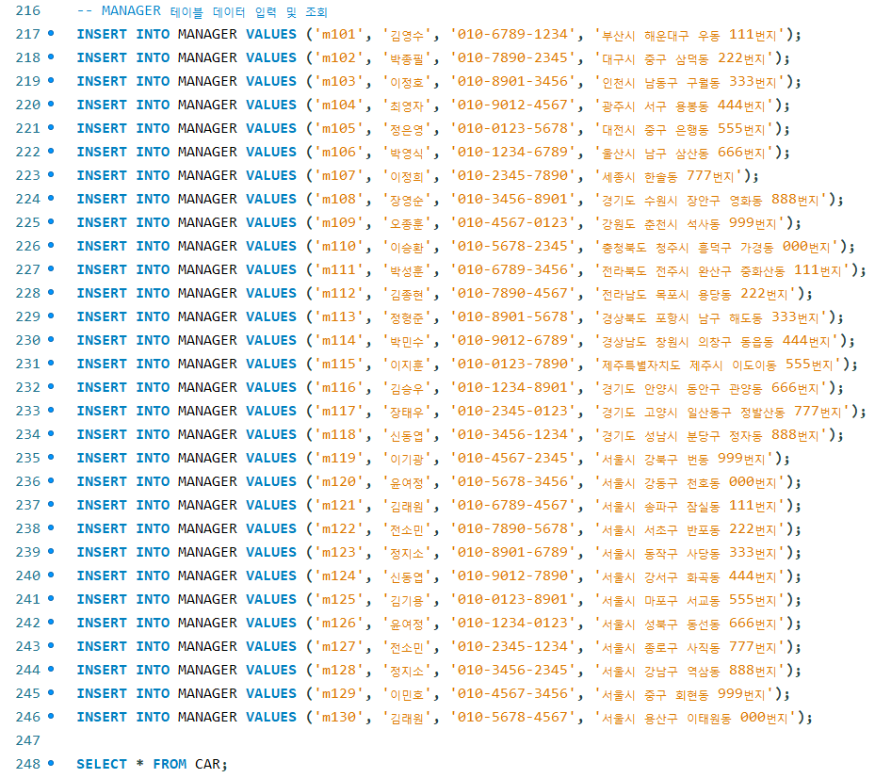 216 -- MANAGER 테이블 데이터 입력 및 조회
217 INSERT INTO MANAGER VALUES ('m101', '김영수', '010-6789-1234', '부산시 해운대구 우동 111번지');
218 INSERT INTO MANAGER VALUES ('m102', '박종필', '010-7890-2345', '대구시 중구 삼덕동 222번지');
219 INSERT INTO MANAGER VALUES ('m103', '이정호', '010-8901-3456', '인천시 남동구 구월동 333번지');
220 INSERT INTO MANAGER VALUES ('m104', '최영자', '010-9012-4567', '광주시 서구 용봉동 444번지');
221 INSERT INTO MANAGER VALUES ('m105', '정은영', '010-0123-5678', '대전시 중구 은행동 555번지');
222 INSERT INTO MANAGER VALUES ('m106', '박영식', '010-1234-6789', '울산시 남구 삼산동 666번지');
223 INSERT INTO MANAGER VALUES ('m107', '이정희', '010-2345-7890', '세종시 한솔동 777번지');
224 INSERT INTO MANAGER VALUES ('m108', '장영순', '010-3456-8901', '경기도 수원시 장안구 영화동 888번지');
225 INSERT INTO MANAGER VALUES ('m109', '오종훈', '010-4567-0123', '강원도 춘천시 석사동 999번지');
226 INSERT INTO MANAGER VALUES ('m110', '이승환', '010-5678-2345', '충청북도 청주시 흥덕구 가경동 000번지');
227 INSERT INTO MANAGER VALUES ('m111', '박성훈', '010-6789-3456', '전라북도 전주시 완산구 중화산동 111번지');
228 INSERT INTO MANAGER VALUES ('m112', '김종현', '010-7890-4567', '전라남도 목포시 용당동 222번지');
229 INSERT INTO MANAGER VALUES ('m113', '정형준', '010-8901-5678', '경상북도 포항시 남구 해도동 333번지');
230 INSERT INTO MANAGER VALUES ('m114', '박민수', '010-9012-6789', '경상남도 창원시 의창구 동읍동 444번지');
231 INSERT INTO MANAGER VALUES ('m115', '이지훈', '010-0123-7890', '제주특별자치도 제주시 이도이동 555번지');
232 INSERT INTO MANAGER VALUES ('m116', '김승우', '010-1234-8901', '경기도 안양시 동안구 관양동 666번지');
233 INSERT INTO MANAGER VALUES ('m117', '장태우', '010-2345-0123', '경기도 고양시 일산동구 정발산동 777번지');
234 INSERT INTO MANAGER VALUES ('m118', '신동엽', '010-3456-1234', '경기도 성남시 분당구 정자동 888번지');
235 INSERT INTO MANAGER VALUES ('m119', '이기광', '010-4567-2345', '서울시 강북구 번동 999번지');
236 INSERT INTO MANAGER VALUES ('m120', '윤여정', '010-5678-3456', '서울시 강동구 천호동 000번지');
237 INSERT INTO MANAGER VALUES ('m121', '김래원', '010-6789-4567', '서울시 송파구 잠실동 111번지');
238 INSERT INTO MANAGER VALUES ('m122', '전소민', '010-7890-5678', '서울시 서초구 반포동 222번지');
239 INSERT INTO MANAGER VALUES ('m123', '정지소', '010-8901-6789', '서울시 동작구 사당동 333번지');
240 INSERT INTO MANAGER VALUES ('m124', '신동엽', '010-9012-7890', '서울시 강서구 화곡동 444번지');
241 INSERT INTO MANAGER VALUES ('m125', '김기용', '010-0123-8901', '서울시 마포구 서교동 555번지');
242 INSERT INTO MANAGER VALUES ('m126', '윤여정', '010-1234-0123', '서울시 성북구 동선동 666번지');
243 INSERT INTO MANAGER VALUES ('m127', '전소민', '010-2345-1234', '서울시 종로구 사직동 777번지');
244 INSERT INTO MANAGER VALUES ('m128', '정지소', '010-3456-2345', '서울시 강남구 역삼동 888번지');
245 INSERT INTO MANAGER VALUES ('m129', '이민호', '010-4567-3456', '서울시 중구 회현동 999번지');
246 INSERT INTO MANAGER VALUES ('m130', '김래원', '010-5678-4567', '서울시 용산구 이태원동 000번지');
247
248 SELECT * FROM CAR;